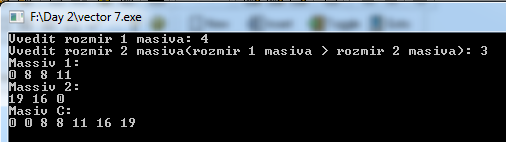 F:\Day 2\vector 7.exe
Vvedit rozmir 1 masiva: 4
Vvedit rozmir 2 masiva(rozmir 1 masiva > rozmir 2 masiva): 3
Massiv 1:
0 8 8 11
Massiv 2:
19 16 0
Masiv C:
0 0 8 8 11 16 19